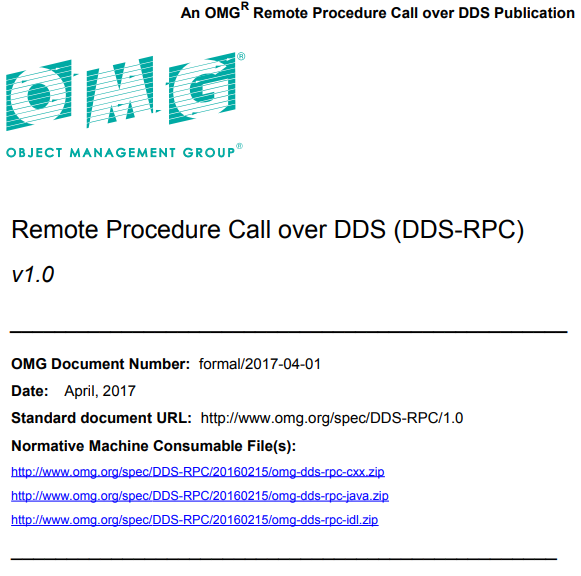 An OMG^R Remote Procedure Call over DDS Publication
OMG®
OBJECT MANAGEMENT GROUP®
Remote Procedure Call over DDS (DDS-RPC)
v1.0
OMG Document Number: formal/2017-04-01
Date: April, 2017
Standard document URL: http://www.omg.org/spec/DDS-RPC/1.0
Normative Machine Consumable File(s):
http://www.omg.org/spec/DDS-RPC/20160215/omg-dds-rpc-cxx.zip
http://www.omg.org/spec/DDS-RPC/20160215/omg-dds-rpc-java.zip
http://www.omg.org/spec/DDS-RPC/20160215/omg-dds-rpc-idl.zip